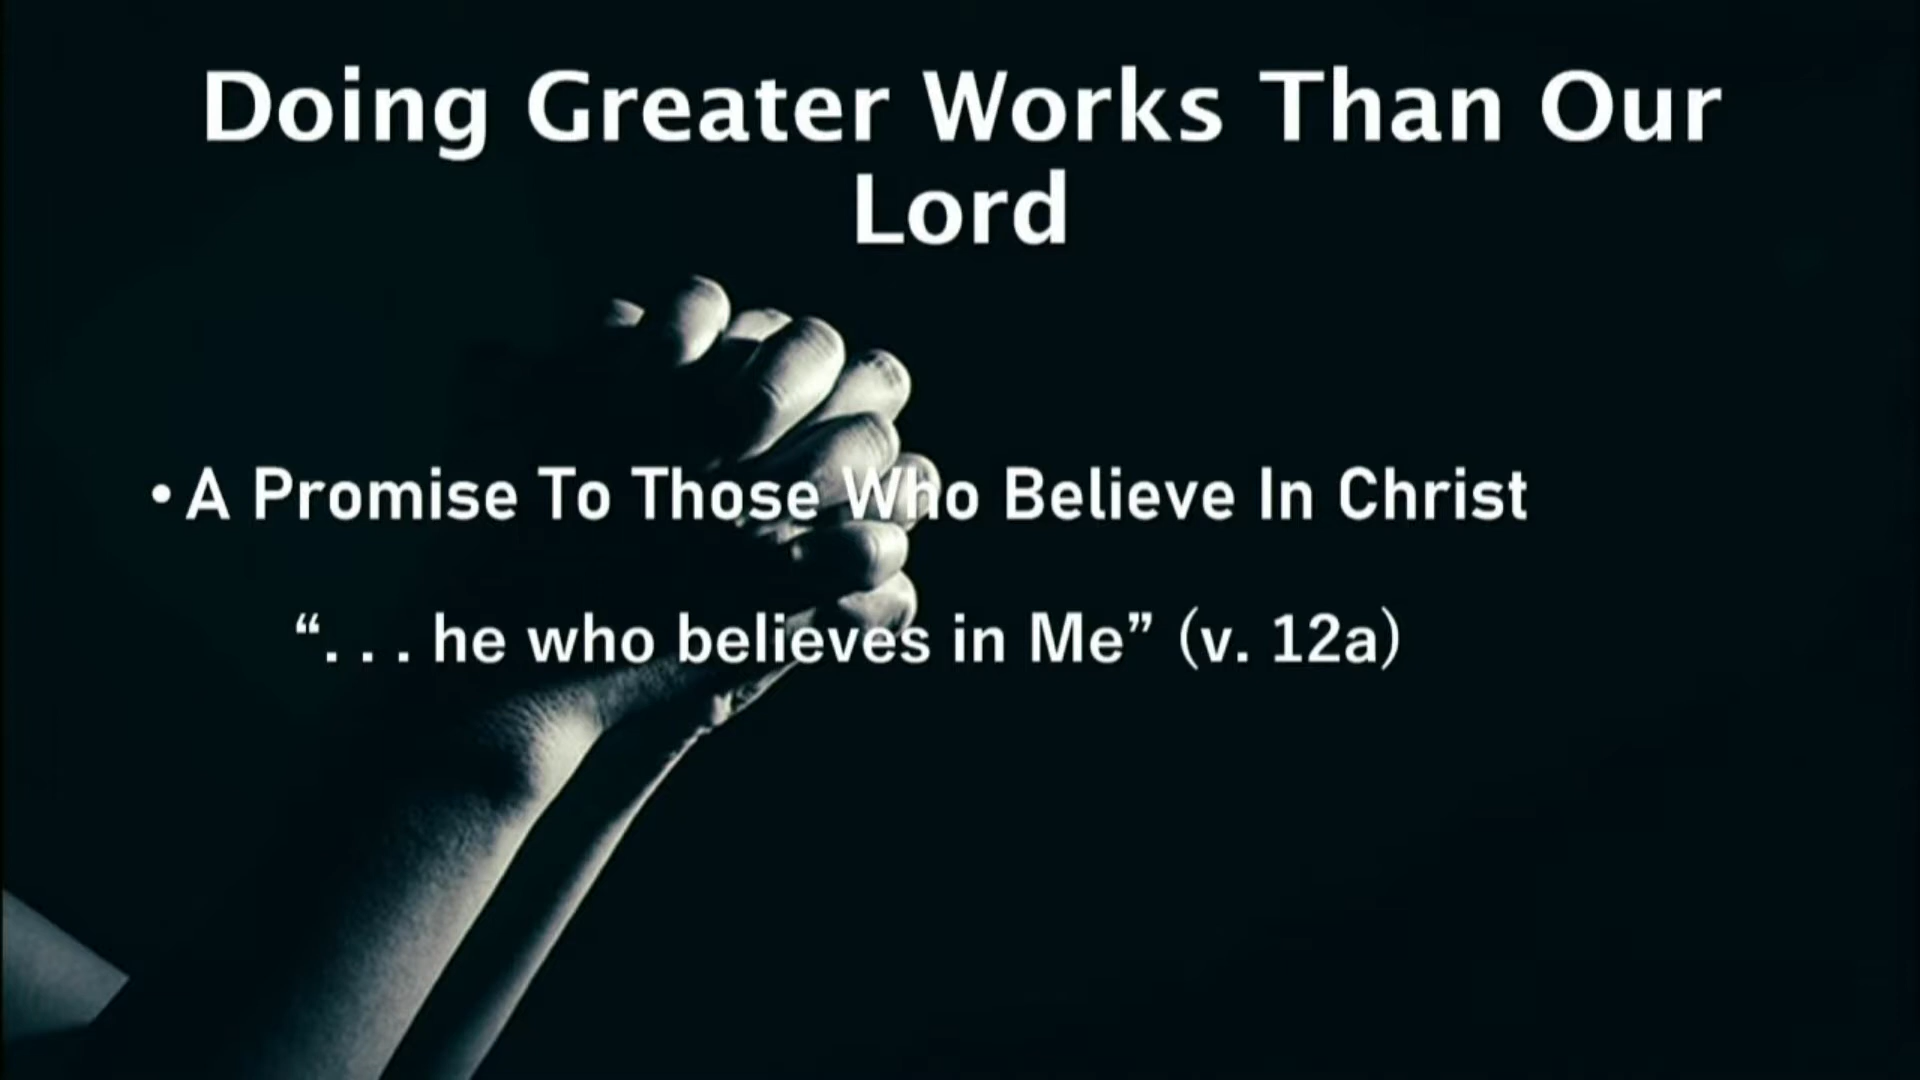 Doing Greater Works Than Our
Lord
• A Promise To Those Who Believe In Christ
“. . . he who believes in Me” (v. 12a)